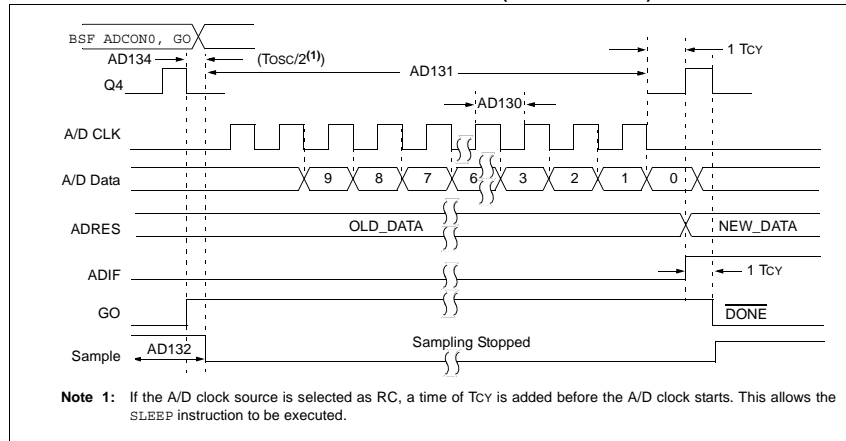 BSF ADCON0, GO
AD134
(TOSC/2(1))
AD131
1 TCY
Q4
AD130
A/D CLK
A/D Data
9 8 7 6 3 2 1 0
ADRES
OLD_DATA
NEW_DATA
ADIF
1 TCY
GO
DONE
Sampling Stopped
AD132
Sample
Note 1: If the A/D clock source is selected as RC, a time of TCY is added before the A/D clock starts. This allows the
SLEEP instruction to be executed.